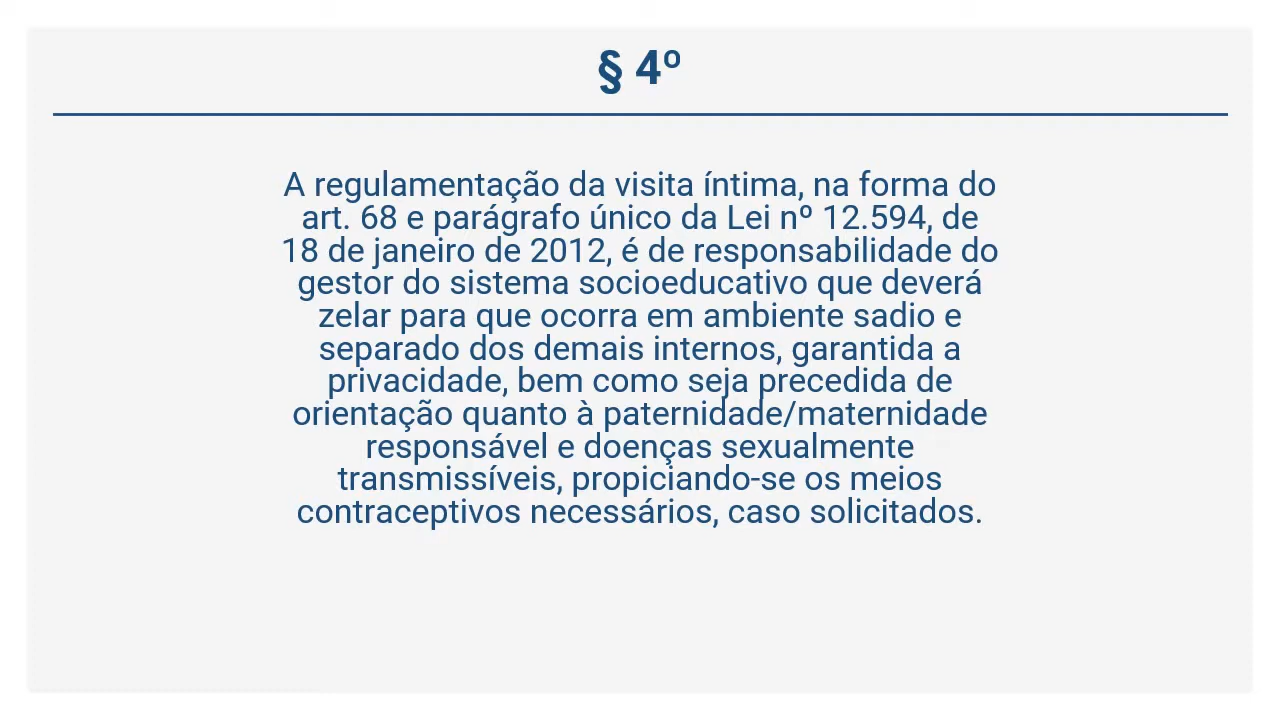 § 4º
A regulamentação da visita íntima, na forma do
art. 68 e parágrafo único da Lei nº 12.594, de
18 de janeiro de 2012, é de responsabilidade do
gestor do sistema socioeducativo que deverá
zelar para que ocorra em ambiente sadio e
separado dos demais internos, garantida a
privacidade, bem como seja precedida de
orientação quanto à paternidade/maternidade
responsável e doenças sexualmente
transmissíveis, propiciando-se os meios
contraceptivos necessários, caso solicitados.